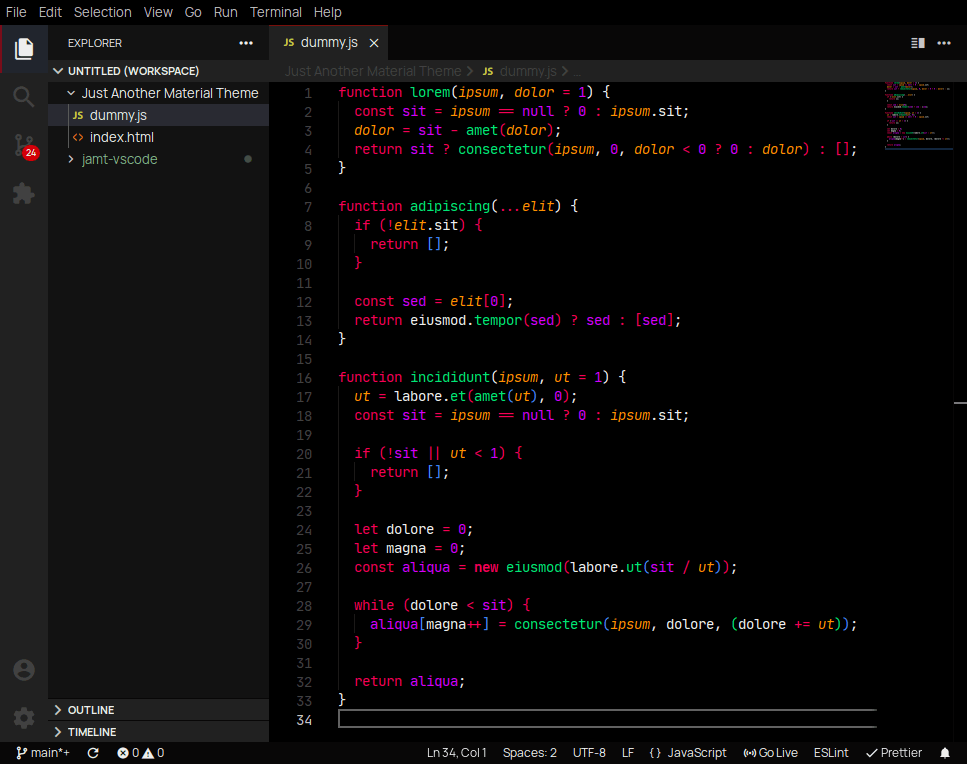 File Edit Selection View Go Run Terminal Help
EXPLORER
JS dummy.js
UNTITLED (WORKSPACE)
Just Another Material Theme > JS dummy.js > ...
Just Another Material Theme
JS dummy.js
<> index.html
jamt-vscode
24
1 function lorem(ipsum, dolor = 1) {
2   const sit = ipsum == null ? 0 : ipsum.sit;
3   dolor = sit - amet(dolor);
4   return sit ? consectetur(ipsum, 0, dolor < 0 ? 0 : dolor) : [];
5 }
6
7 function adipiscing(...elit) {
8   if (!elit.sit) {
9     return [];
10   }
11
12   const sed = elit[0];
13   return eiusmod.tempor(sed) ? sed : [sed];
14 }
15
16 function incididunt(ipsum, ut = 1) {
17   ut = labore.et(amet(ut), 0);
18   const sit = ipsum == null ? 0 : ipsum.sit;
19
20   if (!sit || ut < 1) {
21     return [];
22   }
23
24   let dolore = 0;
25   let magna = 0;
26   const aliqua = new eiusmod(labore.ut(sit / ut));
27
28   while (dolore < sit) {
29     aliqua[magna++] = consectetur(ipsum, dolore, (dolore += ut));
30   }
31
32   return aliqua;
33 }
34
OUTLINE
TIMELINE
main*+ 0 0 Ln 34, Col 1 Spaces: 2 UTF-8 LF {} JavaScript Go Live ESLint Prettier